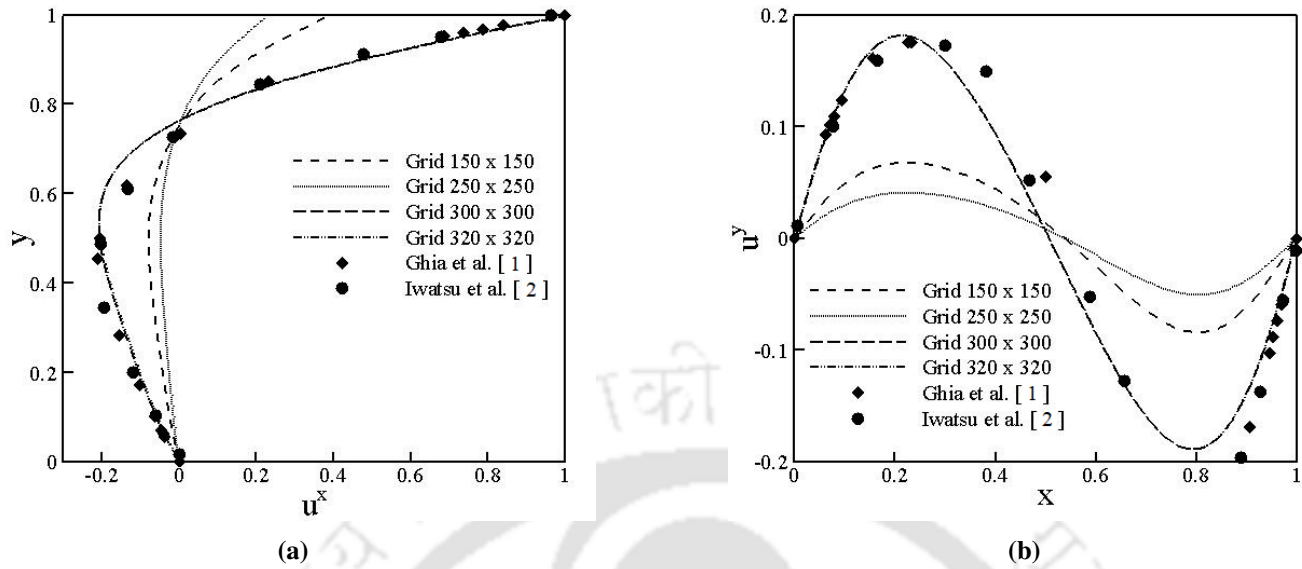 1
0.8
0.6
0.4
0.2
0
y
-0.2
0
0.2
0.4
0.6
0.8
1
u^x
Grid 150 x 150
Grid 250 x 250
Grid 300 x 300
Grid 320 x 320
Ghia et al. [ 1 ]
Iwatsu et al. [ 2 ]
(a)
0.2
0.1
0
-0.1
-0.2
u^y
0
0.2
0.4
0.6
0.8
1
x
Grid 150 x 150
Grid 250 x 250
Grid 300 x 300
Grid 320 x 320
Ghia et al. [ 1 ]
Iwatsu et al. [ 2 ]
(b)